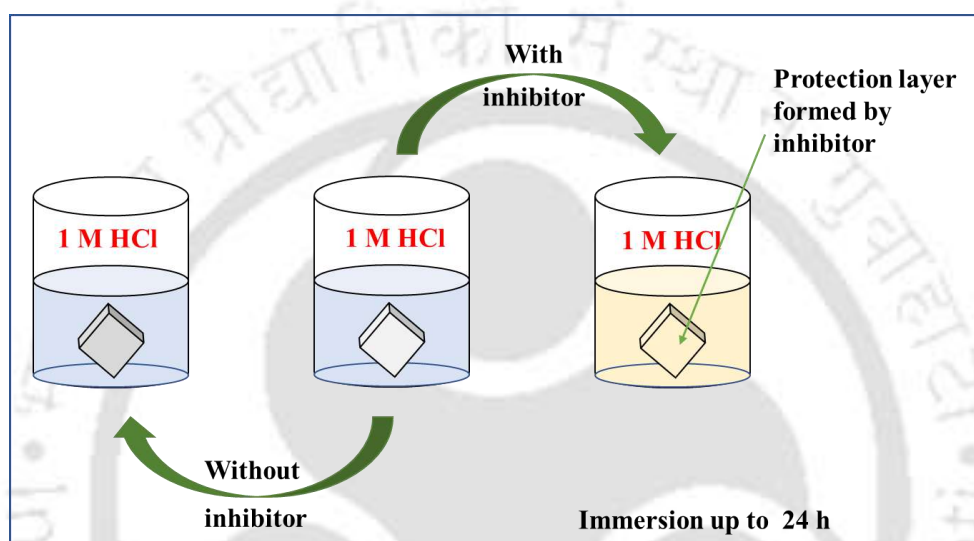 With
inhibitor
Protection layer
formed by
inhibitor
1 M HCl
1 M HCl
1 M HCl
Without
inhibitor
Immersion up to 24 h